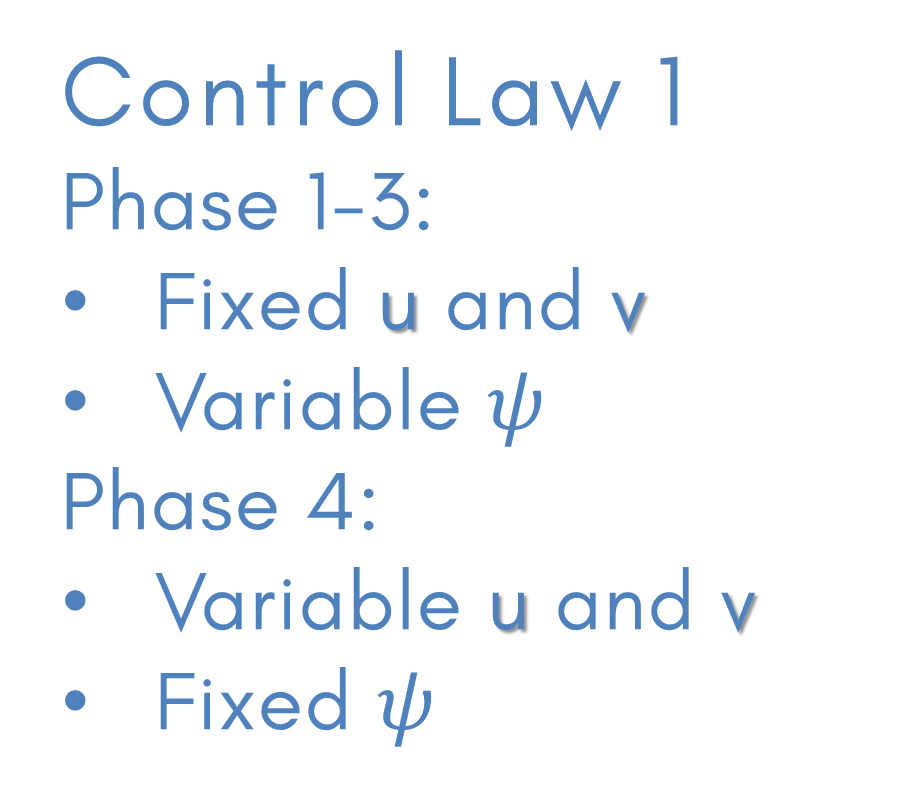 Control Law 1
Phase 1–3:
• Fixed u and v
• Variable ψ
Phase 4:
• Variable u and v
• Fixed ψ